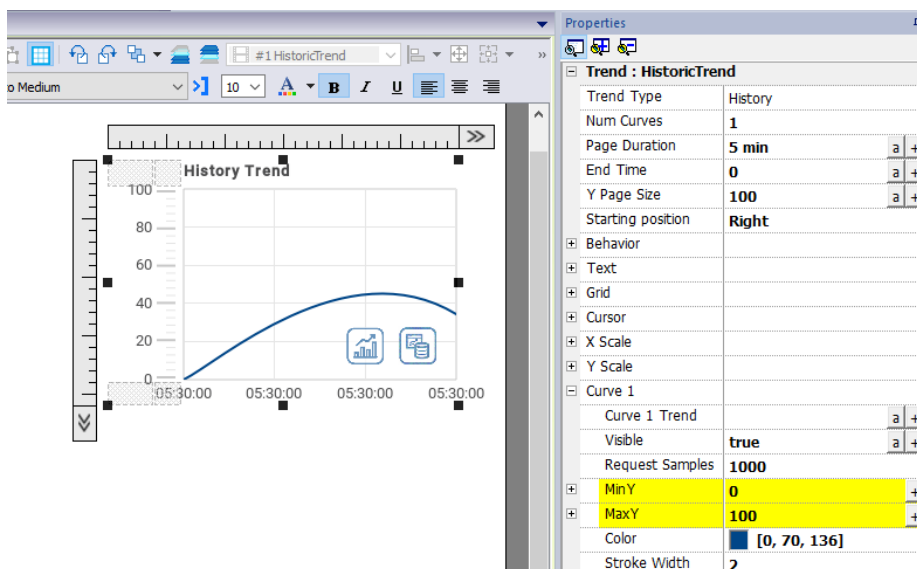 Properties
#1 HistoricTrend
o Medium
10
A
B
I
U
Trend : HistoricTrend
Trend Type
History
Num Curves
1
Page Duration
5 min
a
+
End Time
0
a
+
Y Page Size
100
a
+
Starting position
Right
Behavior
Text
Grid
Cursor
X Scale
Y Scale
Curve 1
Curve 1 Trend
a
+
Visible
true
a
+
Request Samples
1000
MinY
0
+
MaxY
100
+
Color
[0, 70, 136]
Stroke Width
2
History Trend
100
80
60
40
20
0
05:30:00
05:30:00
05:30:00
05:30:00